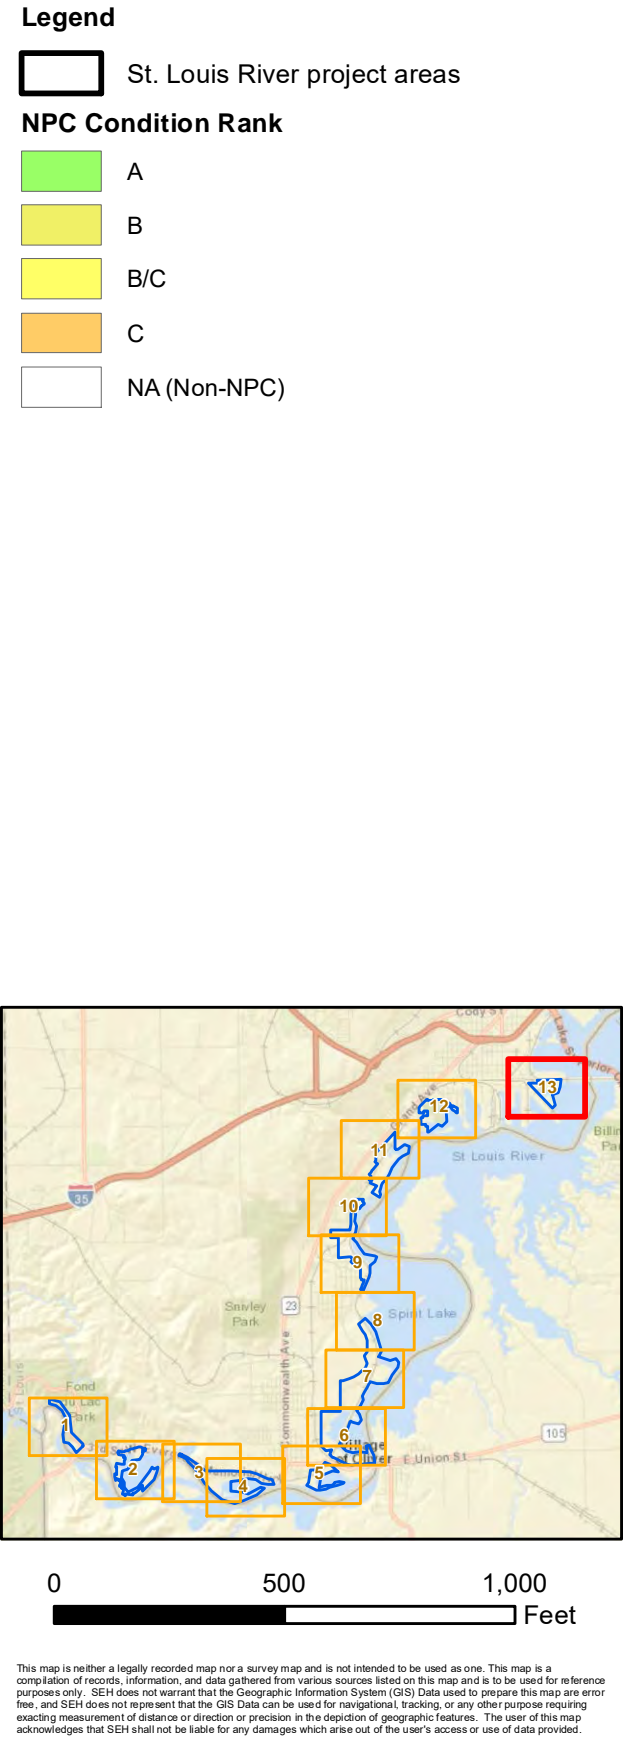 Legend
St. Louis River project areas
NPC Condition Rank
A
B
B/C
C
NA (Non-NPC)
Cody St
13
Grand Ave
12
St Louis River
11
35
10
9
Snivley
Park
23
Spirit Lake
8
7
Commonwealth Ave
St Louis
Fond
Park
1
105
6
Village
of Oliver
E Union St
2
3
4
5
0 500 1,000
Feet
This map is neither a legally recorded map nor a survey map and is not intended to be used as one. This map is a
compilation of records, information, and data gathered from various sources listed on this map and is to be used for reference
purposes only. SEH does not warrant that the Geographic Information System (GIS) Data used to prepare this map are error
free, and SEH does not represent that the GIS Data can be used for navigational, tracking, or any other purpose requiring
exacting measurement of distance or direction or precision in the depiction of geographic features. The user of this map
acknowledges that SEH shall not be liable for any damages which arise out of the user's access or use of data provided.